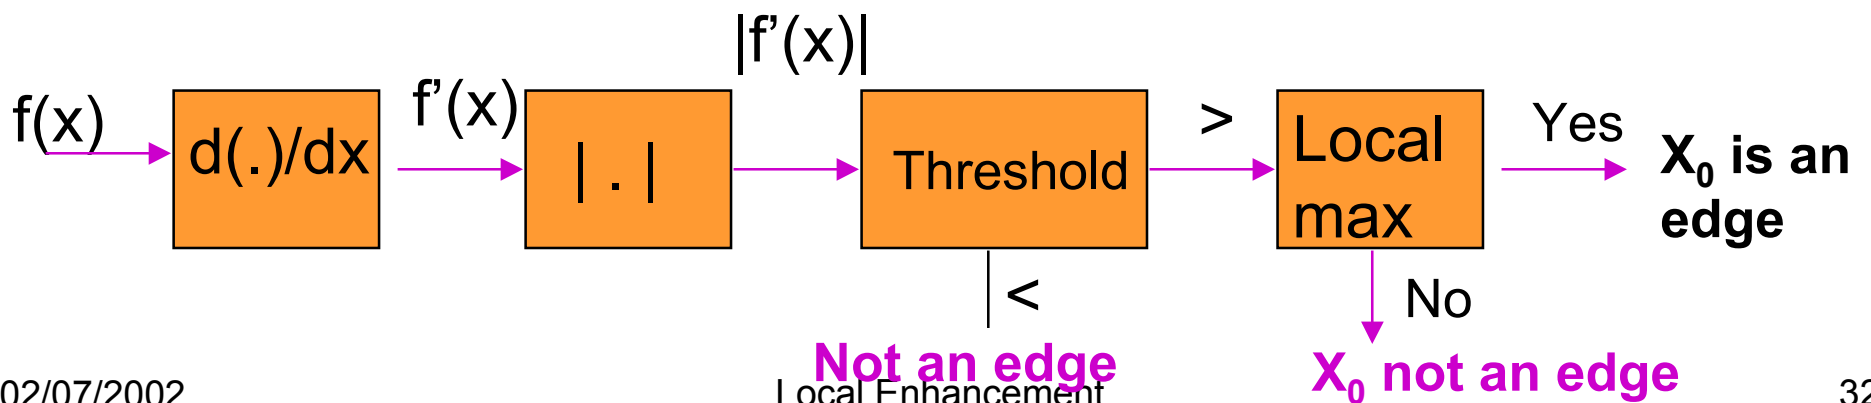 |f’(x)|
f(x)
f’(x)
d(.)/dx
| . |
Threshold
>
Local
max
Yes
X₀ is an
edge
<
No
Not an edge
X₀ not an edge
02/07/2002
Local Enhancement
32